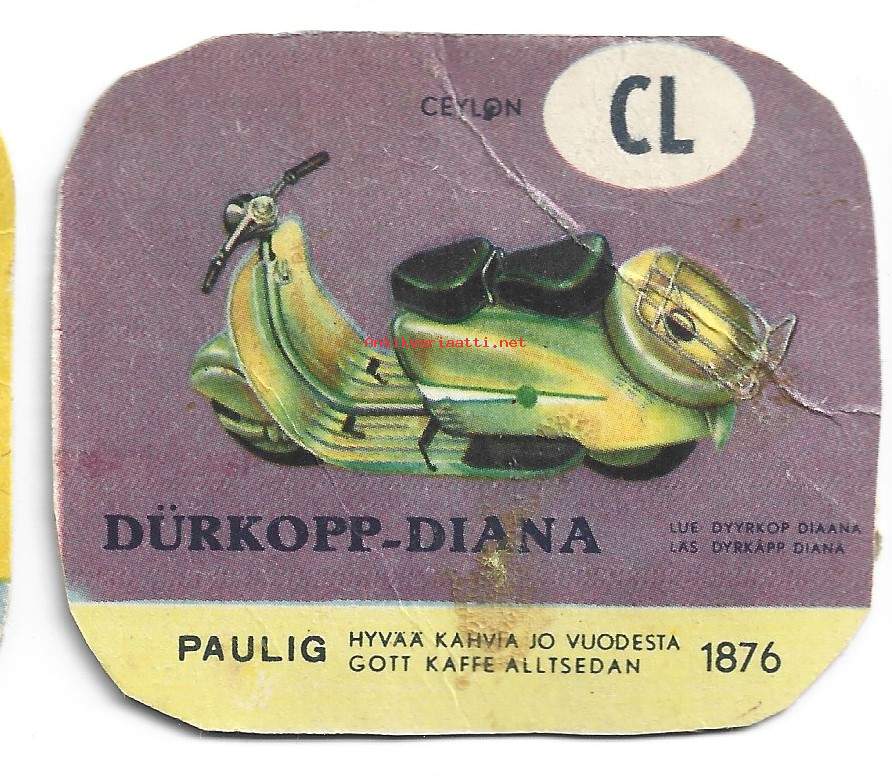 CEYLON
CL
Antikvariaatti.net
DÜRKOPP-DIANA
LUE DYYRKOP DIAANA
LÄS DYRKÅPP DIANA
PAULIG
HYVÄÄ KAHVIA JO VUODESTA
GOTT KAFFE ALLTSEDAN
1876